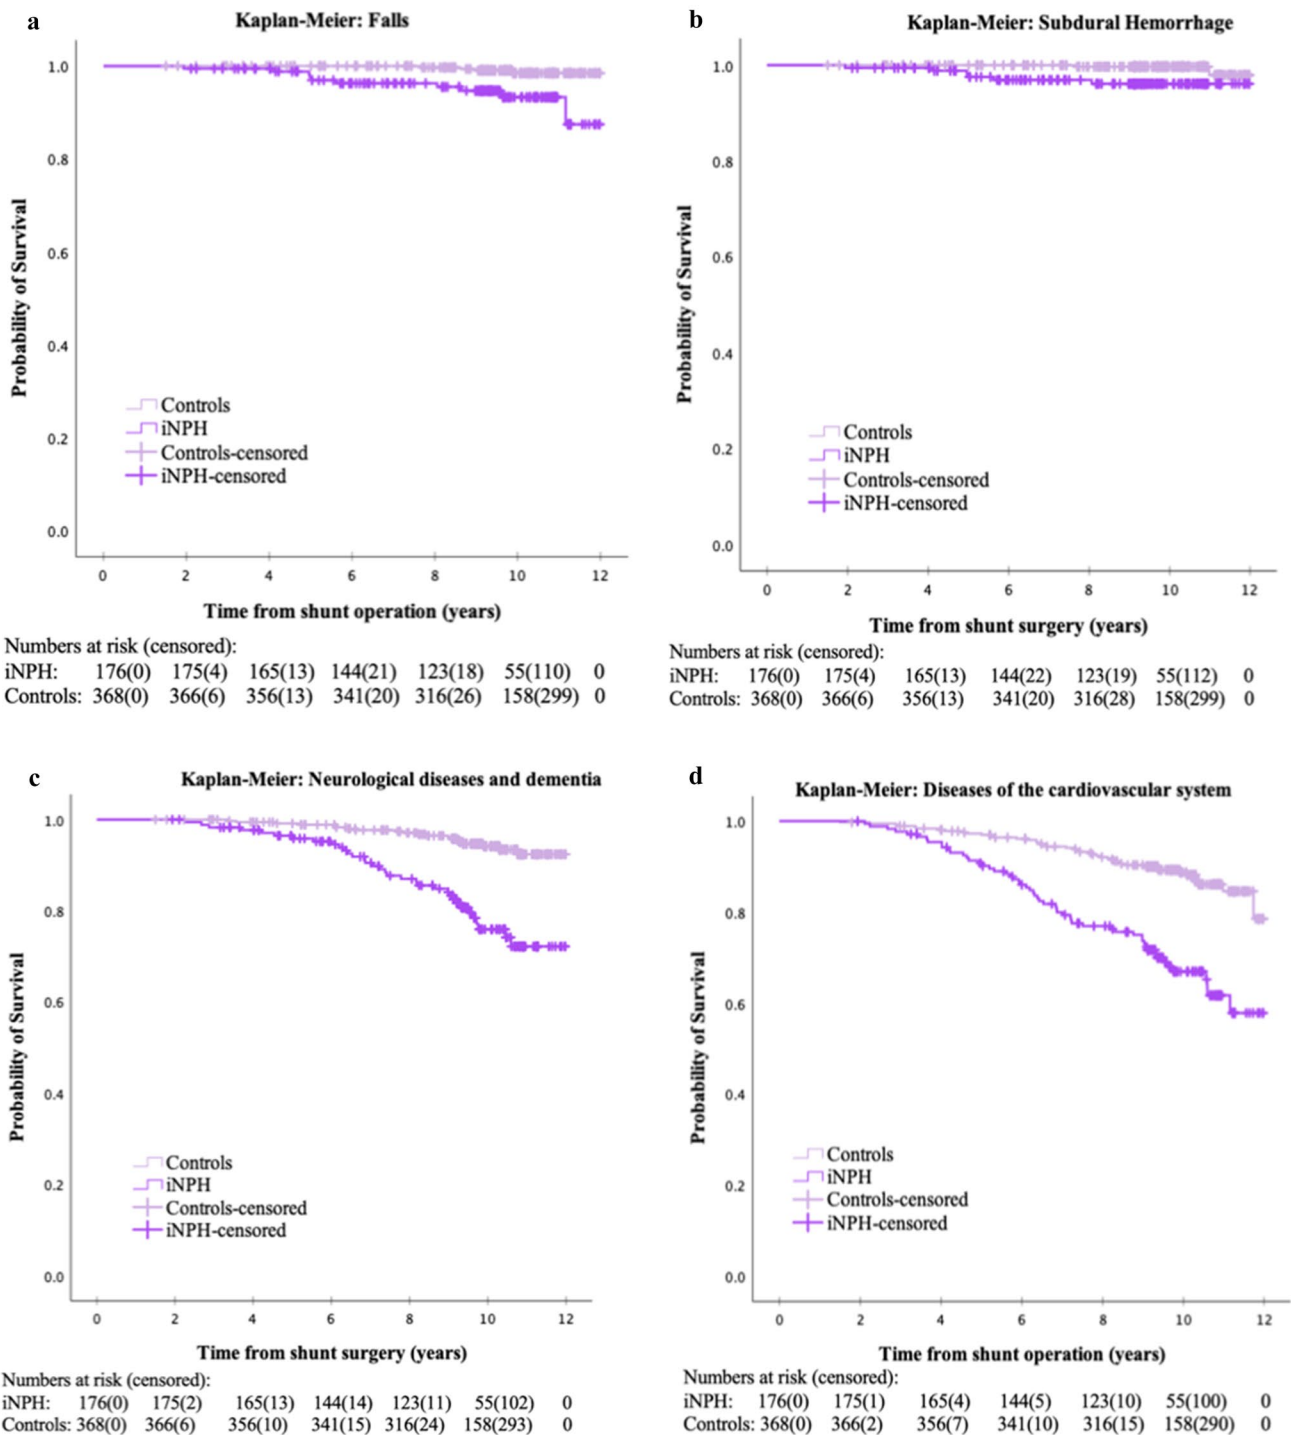 a
Kaplan-Meier: Falls
1.0
0.8
0.6
0.4
0.2
0.0
Probability of Survival
Controls
iNPH
Controls-censored
iNPH-censored
0 2 4 6 8 10 12
Time from shunt operation (years)
Numbers at risk (censored):
iNPH: 176(0) 175(4) 165(13) 144(21) 123(18) 55(110) 0
Controls: 368(0) 366(6) 356(13) 341(20) 316(26) 158(299) 0
b
Kaplan-Meier: Subdural Hemorrhage
1.0
0.8
0.6
0.4
0.2
0.0
Probability of Survival
Controls
iNPH
Controls-censored
iNPH-censored
0 2 4 6 8 10 12
Time from shunt surgery (years)
Numbers at risk (censored):
iNPH: 176(0) 175(4) 165(13) 144(22) 123(19) 55(112) 0
Controls: 368(0) 366(6) 356(13) 341(20) 316(28) 158(299) 0
c
Kaplan-Meier: Neurological diseases and dementia
1.0
0.8
0.6
0.4
0.2
0.0
Probability of Survival
Controls
iNPH
Controls-censored
iNPH-censored
0 2 4 6 8 10 12
Time from shunt surgery (years)
Numbers at risk (censored):
iNPH: 176(0) 175(2) 165(13) 144(14) 123(11) 55(102) 0
Controls: 368(0) 366(6) 356(10) 341(15) 316(24) 158(293) 0
d
Kaplan-Meier: Diseases of the cardiovascular system
1.0
0.8
0.6
0.4
0.2
0.0
Probability of Survival
Controls
iNPH
Controls-censored
iNPH-censored
0 2 4 6 8 10 12
Time from shunt operation (years)
Numbers at risk (censored):
iNPH: 176(0) 175(1) 165(4) 144(5) 123(10) 55(100) 0
Controls: 368(0) 366(2) 356(7) 341(10) 316(15) 158(290) 0